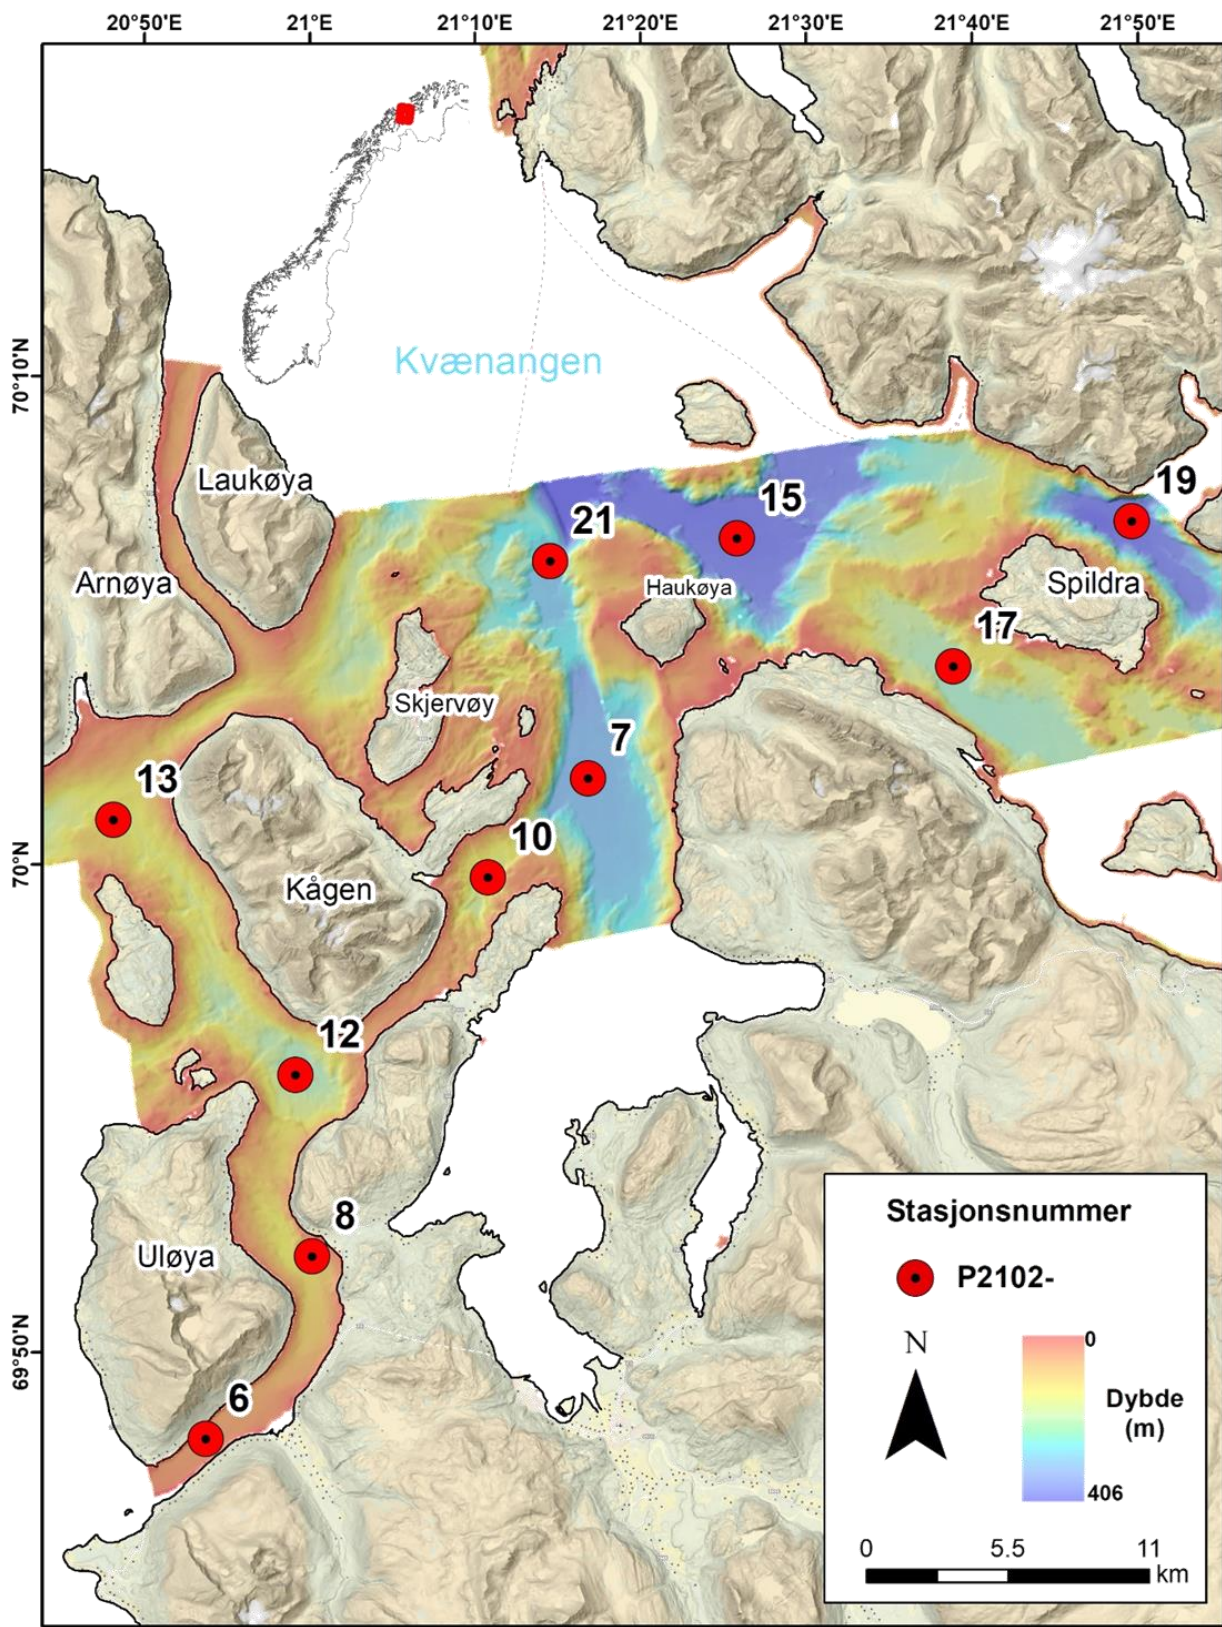 20°50'E
21°E
21°10'E
21°20'E
21°30'E
21°40'E
21°50'E
70°10'N
Kvænangen
Laukøya
19
15
21
Arnøya
Haukøya
Spildra
17
Skjervøy
7
13
10
70°N
Kågen
12
8
Stasjonsnummer
Uløya
P2102-
N
0
69°50'N
Dybde
(m)
6
406
0 5.5 11
km